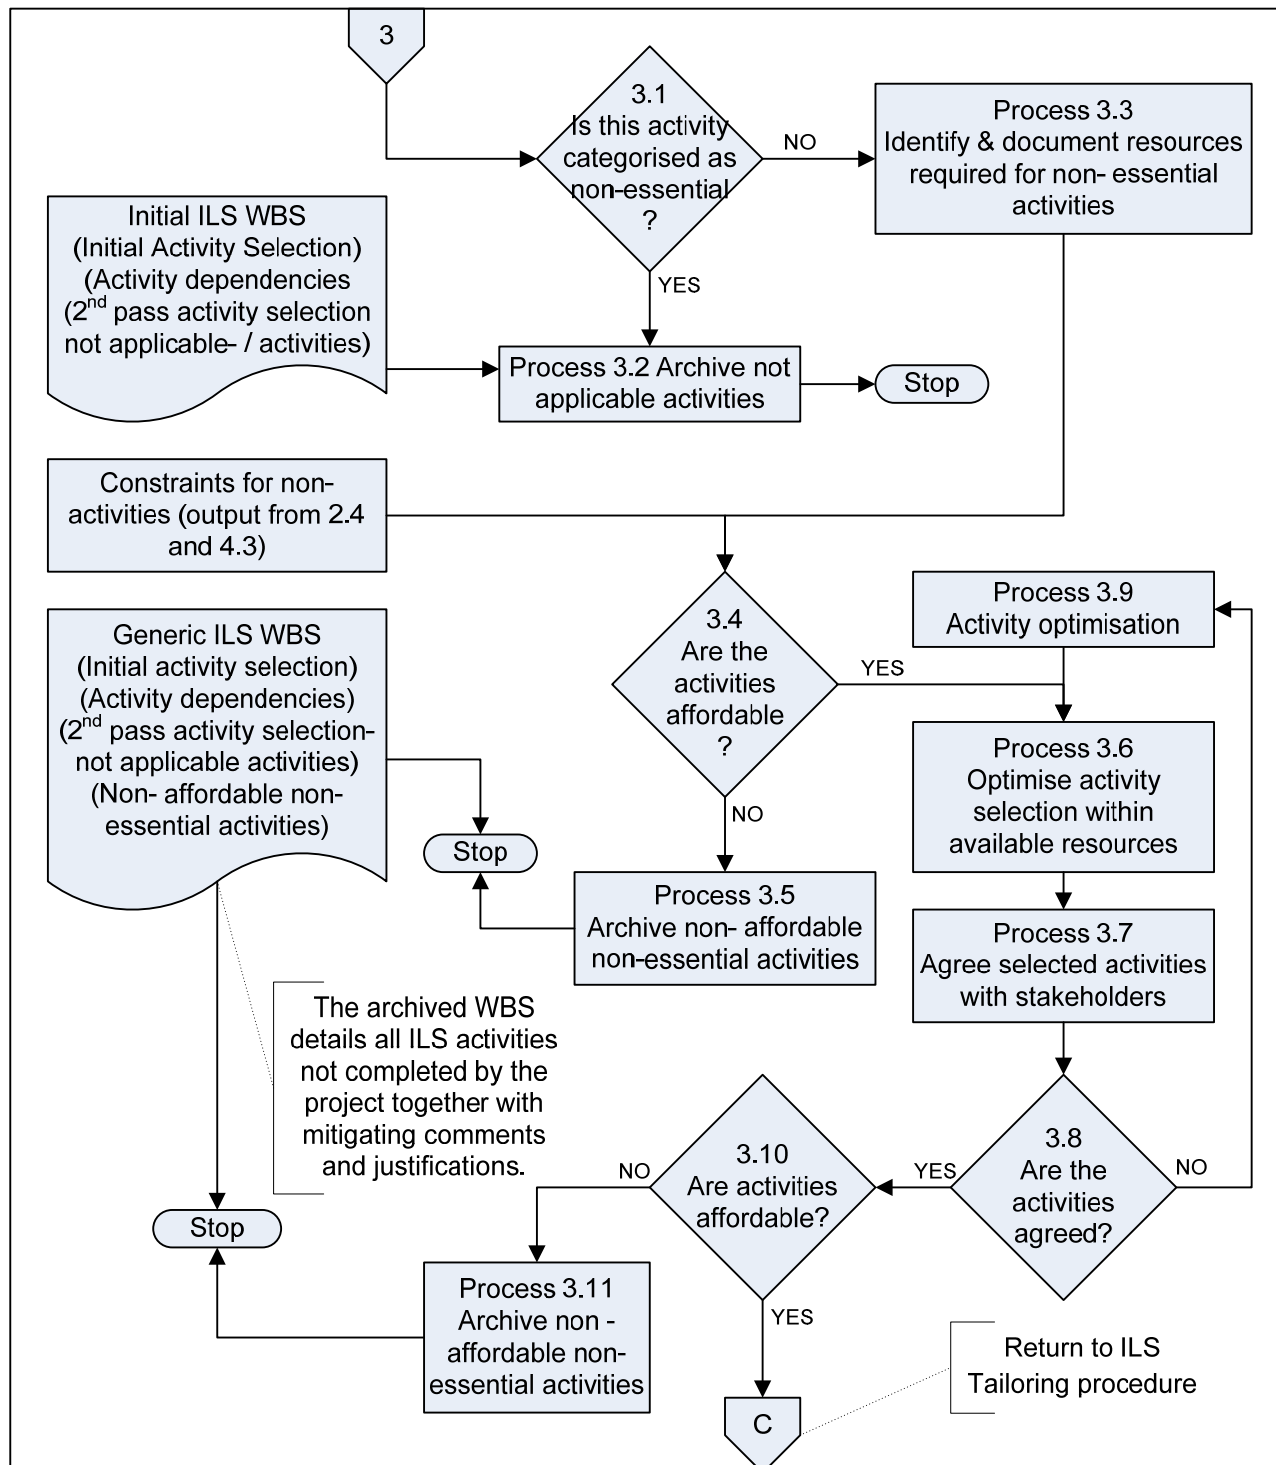 3
3.1
Is this activity
categorised as
non-essential
?
NO
YES
Process 3.3
Identify & document resources
required for non- essential
activities
Initial ILS WBS
(Initial Activity Selection)
(Activity dependencies
(2nd pass activity selection
not applicable- / activities)
Process 3.2 Archive not
applicable activities
Stop
Constraints for non-
activities (output from 2.4
and 4.3)
3.4
Are the
activities
affordable
?
YES
NO
Process 3.9
Activity optimisation
Generic ILS WBS
(Initial activity selection)
(Activity dependencies)
(2nd pass activity selection-
not applicable activities)
(Non- affordable non-
essential activities)
Stop
Process 3.5
Archive non- affordable
non-essential activities
Process 3.6
Optimise activity
selection within
available resources
Process 3.7
Agree selected activities
with stakeholders
The archived WBS
details all ILS activities
not completed by the
project together with
mitigating comments
and justifications.
3.8
Are the
activities
agreed?
NO
YES
3.10
Are activities
affordable?
NO
YES
Stop
Process 3.11
Archive non -
affordable non-
essential activities
C
Return to ILS
Tailoring procedure